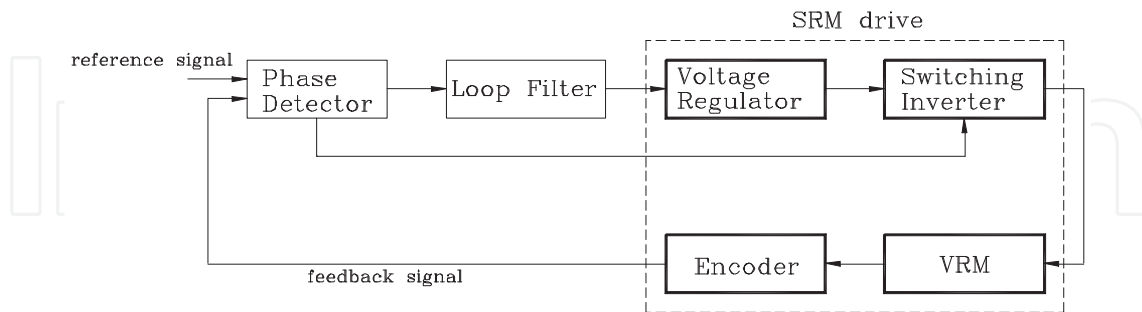 SRM drive
reference signal
Phase
Detector
Loop Filter
Voltage
Regulator
Switching
Inverter
feedback signal
Encoder
VRM